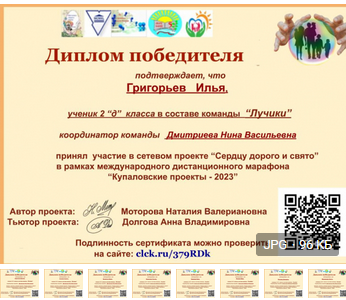 Диплом победителя
подтверждает, что
Григорьев Илья,
ученик 2 “д” класса в составе команды “Лучики”
координатор команды Дмитриева Нина Васильевна
принял участие в сетевом проекте “Сердцу дорого и свято”
в рамках международного дистанционного марафона
“Купаловские проекты - 2023”
Автор проекта: Моторова Наталия Валериановна
Тьютор проекта: Долгова Анна Владимировна
Подлинность сертификата можно проверить
на сайте: clck.ru/379RDk
JPG 96 КБ